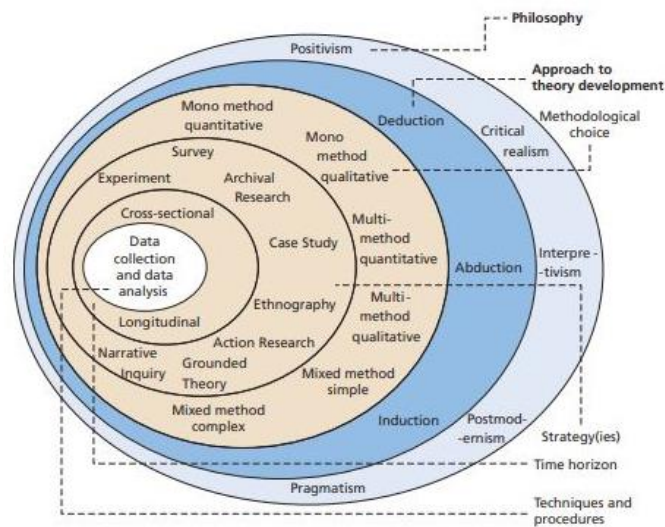 Philosophy
Positivism
Approach to
theory development
Mono method
quantitative
Deduction
Methodological
choice
Critical
realism
Mono
method
qualitative
Survey
Experiment
Archival
Research
Cross-sectional
Multi-
method
quantitative
Data
collection
and data
analysis
Case Study
Abduction
Interpre-
-tivism
Ethnography
Multi-
method
qualitative
Longitudinal
Action Research
Narrative
Inquiry
Grounded
Theory
Mixed method
simple
Mixed method
complex
Induction
Postmod-
-ernism
Strategy(ies)
Time horizon
Pragmatism
Techniques and
procedures